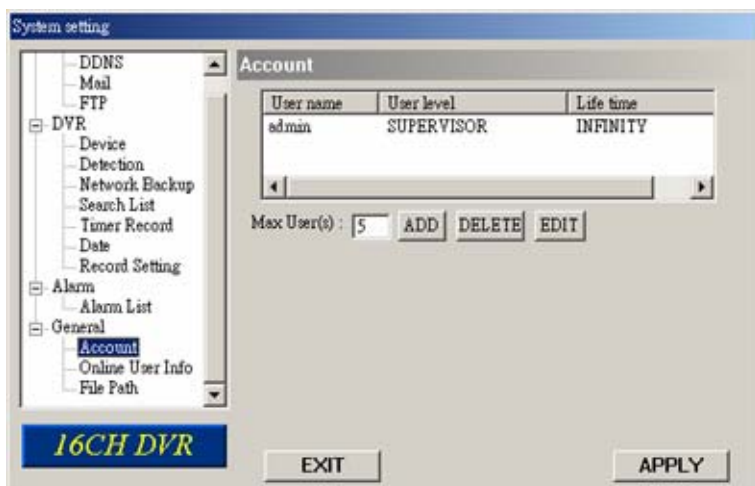 System setting
DDNS
Mail
FTP
DVR
Device
Detection
Network Backup
Search List
Timer Record
Date
Record Setting
Alarm
Alarm List
General
Account
Online User Info
File Path
16CH DVR
Account
User name User level Life time
admin SUPERVISOR INFINITY
Max User(s) : 5 ADD DELETE EDIT
EXIT APPLY